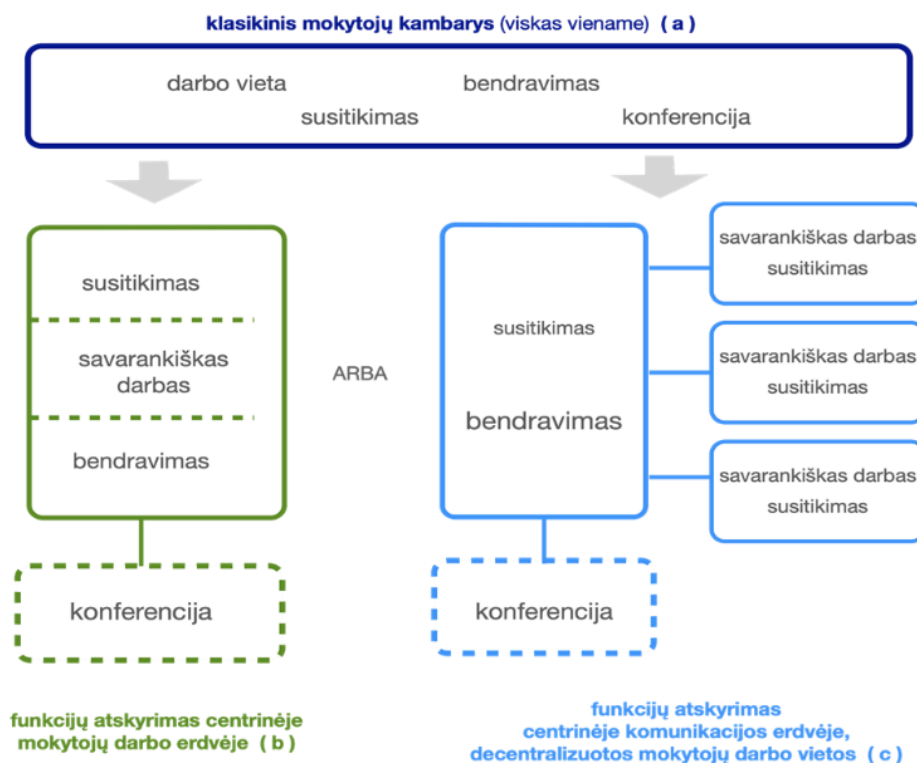 klasikinis mokytojų kambarys (viskas viename) ( a )
darbo vieta bendravimas
susitikimas konferencija
susitikimas
savarankiškas
darbas
bendravimas
konferencija
funkcijų atskyrimas centrinėje
mokytojų darbo erdvėje ( b )
ARBA
susitikimas
bendravimas
savarankiškas darbas
susitikimas
savarankiškas darbas
susitikimas
savarankiškas darbas
susitikimas
konferencija
funkcijų atskyrimas
centrinėje komunikacijos erdvėje,
decentralizuotos mokytojų darbo vietos ( c )